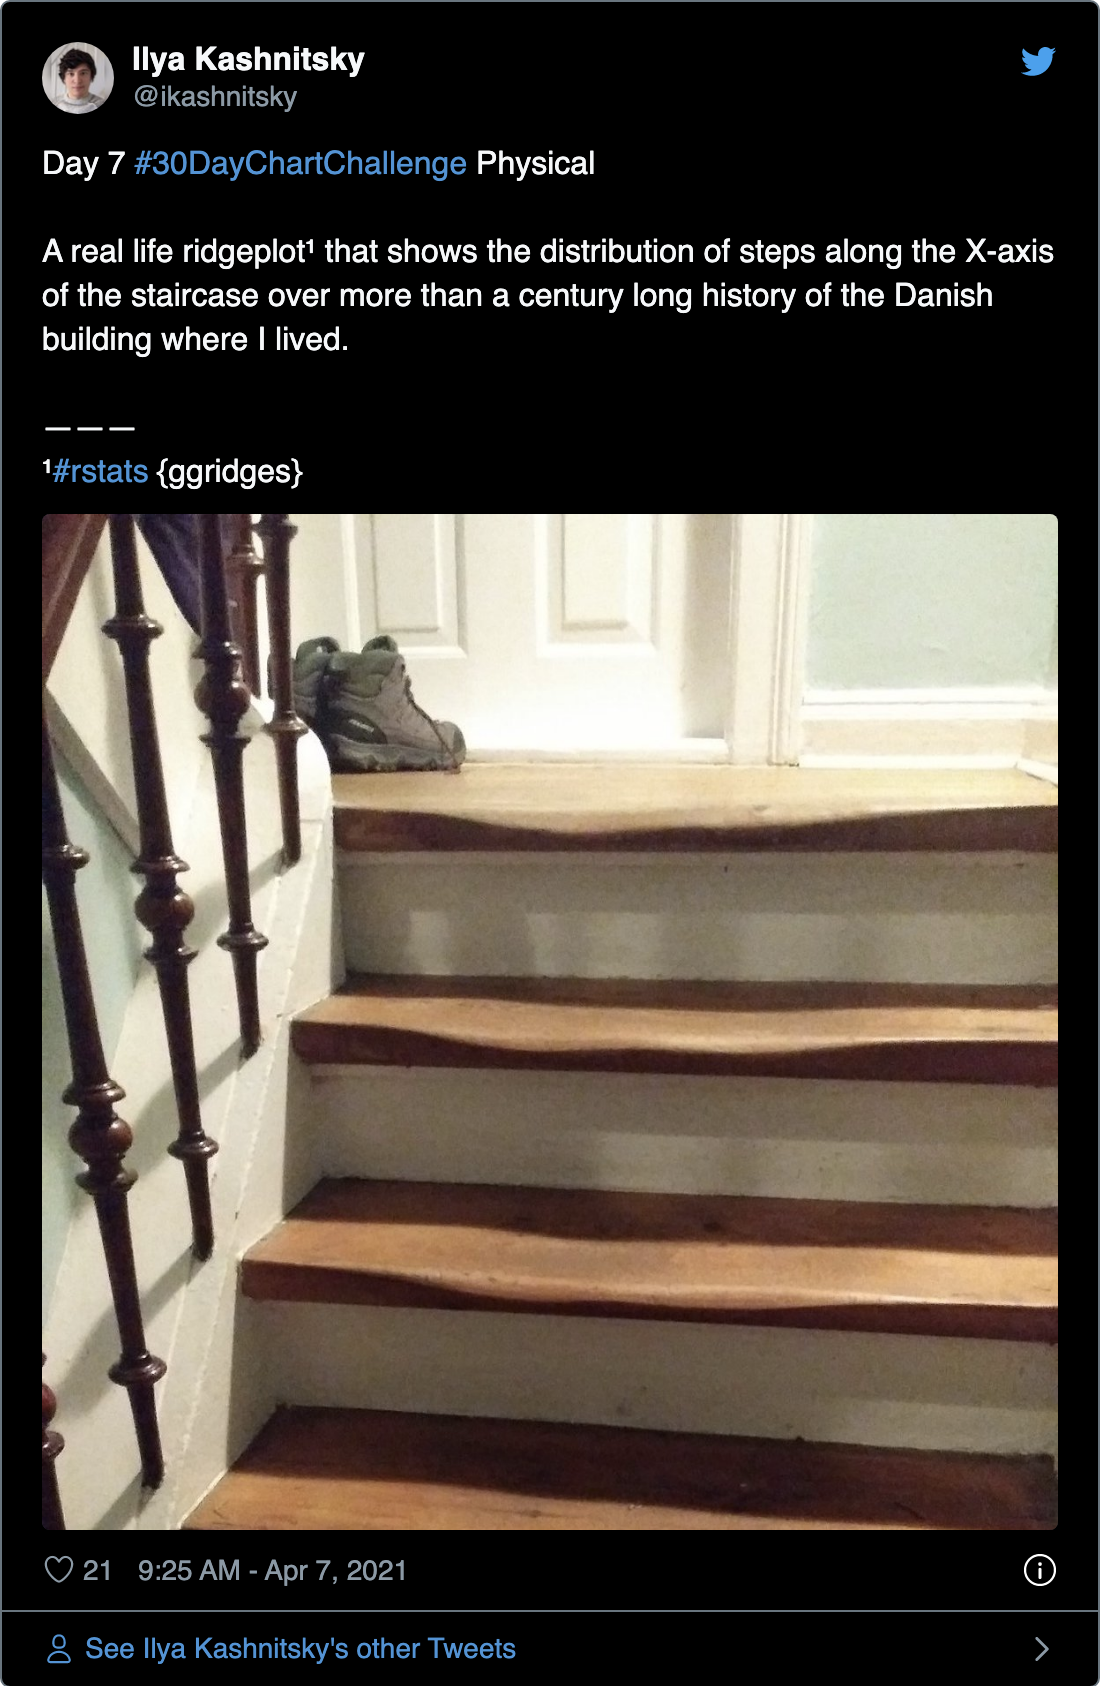 Ilya Kashnitsky
@ikashnitsky
Day 7 #30DayChartChallenge Physical
A real life ridgeplot¹ that shows the distribution of steps along the X-axis
of the staircase over more than a century long history of the Danish
building where I lived.
———
¹#rstats {ggridges}
21 9:25 AM - Apr 7, 2021
See Ilya Kashnitsky's other Tweets